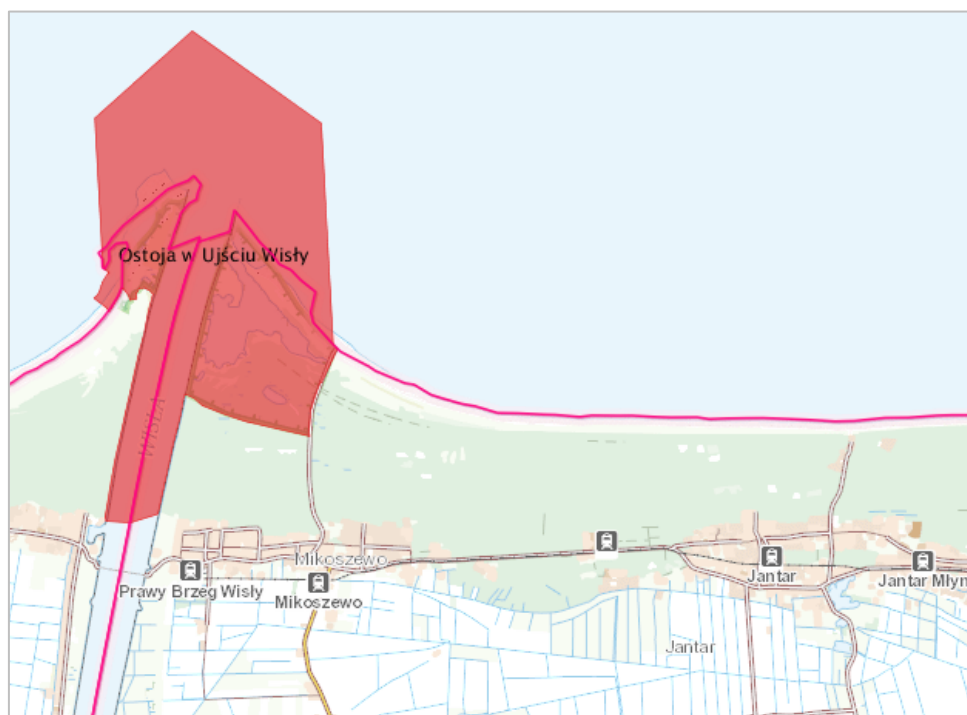 Ostoja w Ujściu Wisły
WISŁA
Mikoszewo
Prawy Brzeg Wisły
Mikoszewo
Jantar
Jantar Młyn
Jantar